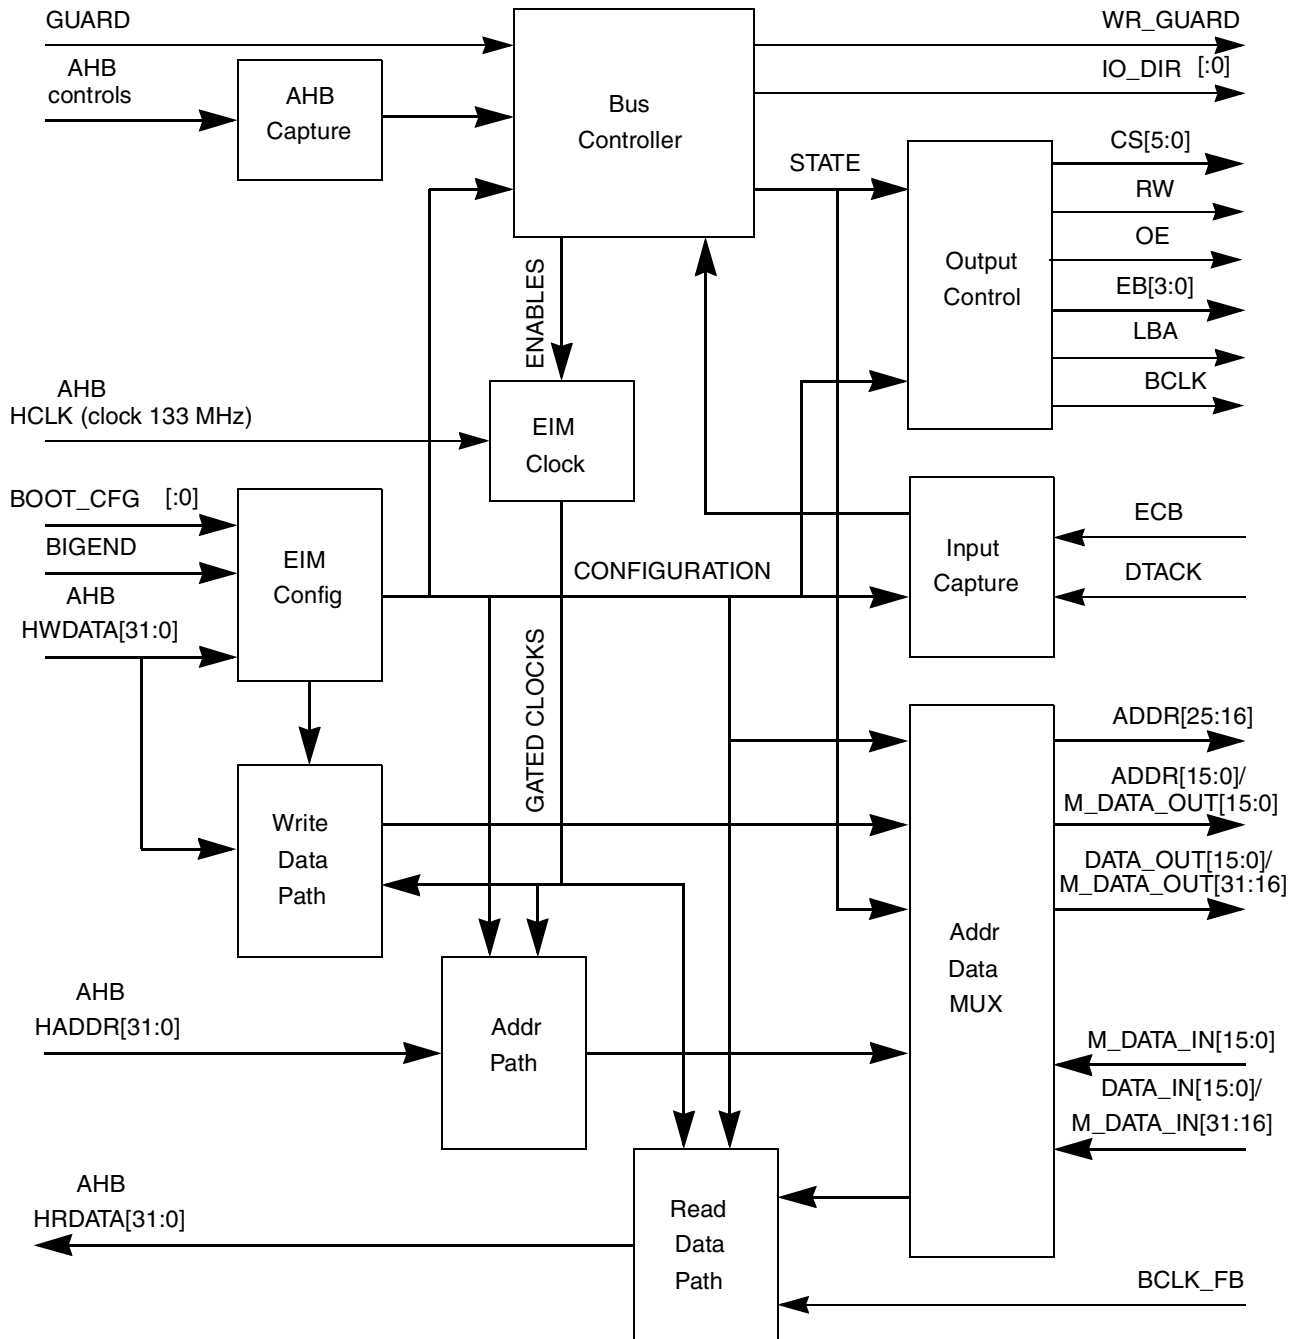 GUARD
WR_GUARD
AHB
controls
AHB
Capture
Bus
Controller
IO_DIR [:0]
STATE
CS[5:0]
RW
OE
EB[3:0]
LBA
BCLK
Output
Control
ENABLES
AHB
HCLK (clock 133 MHz)
EIM
Clock
BOOT_CFG [:0]
BIGEND
AHB
HWDATA[31:0]
EIM
Config
CONFIGURATION
Input
Capture
ECB
DTACK
GATED CLOCKS
Write
Data
Path
ADDR[25:16]
ADDR[15:0]/
M_DATA_OUT[15:0]
DATA_OUT[15:0]/
M_DATA_OUT[31:16]
Addr
Data
MUX
AHB
HADDR[31:0]
Addr
Path
M_DATA_IN[15:0]
DATA_IN[15:0]/
M_DATA_IN[31:16]
AHB
HRDATA[31:0]
Read
Data
Path
BCLK_FB